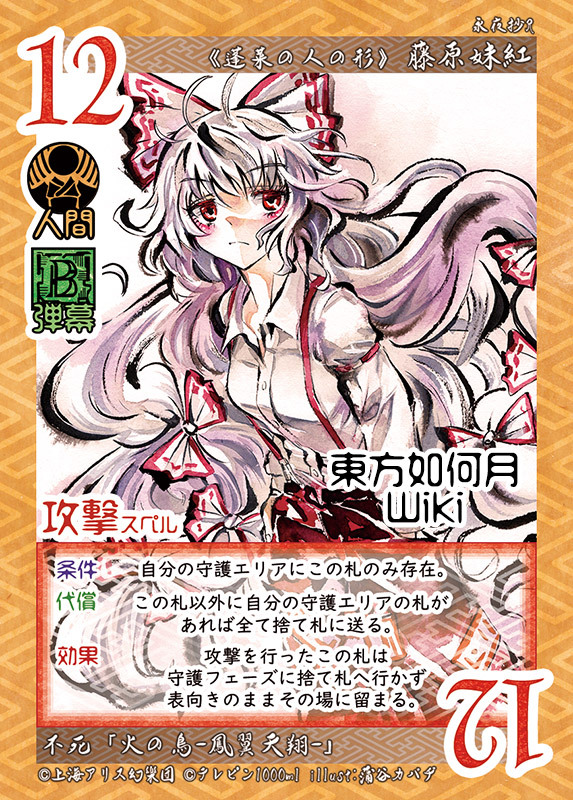 永夜抄R
12
《蓬莱の人の形》 藤原妹紅
人間
B
弾幕
東方如何月
Wiki
攻撃スペル
条件 自分の守護エリアにこの札のみ存在。
代償 この札以外に自分の守護エリアの札が
あれば全て捨て札に送る。
効果 攻撃を行ったこの札は
守護フェーズに捨て札へ行かず
表向きのままその場に留まる。
12
不死「火の鳥-鳳翼天翔-」
©上海アリス幻樂団 ©テレピン1000ml illust:蒲谷カバヂ